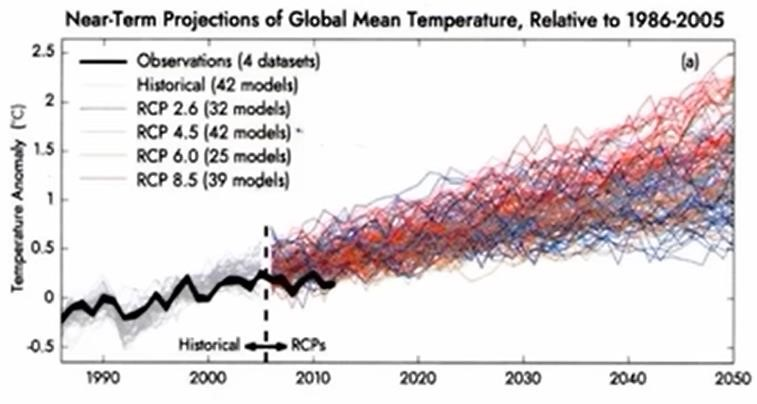 Near-Term Projections of Global Mean Temperature, Relative to 1986-2005
(a)
Observations (4 datasets)
Historical (42 models)
RCP 2.6 (32 models)
RCP 4.5 (42 models)
RCP 6.0 (25 models)
RCP 8.5 (39 models)
Temperature Anomaly (°C)
2.5
2
1.5
1
0.5
0
-0.5
Historical
RCPs
1990 2000 2010 2020 2030 2040 2050